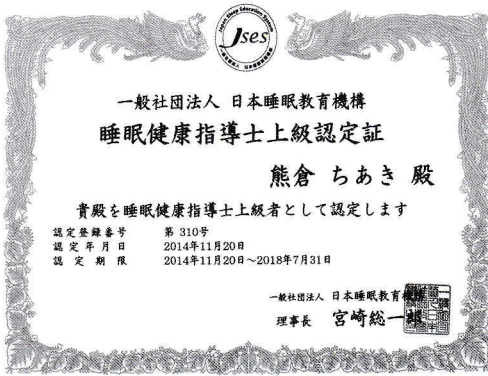 Japan Sleep Education System
Jses
一般社団法人 日本睡眠教育機構
睡眠健康指導士上級認定証
熊倉 ちあき 殿
貴殿を睡眠健康指導士上級者として認定します
認定登録番号 第 310号
認定年月日 2014年11月20日
認定期限 2014年11月20日～2018年7月31日
一般社団法人 日本睡眠教育機構
理事長 宮崎総一郎